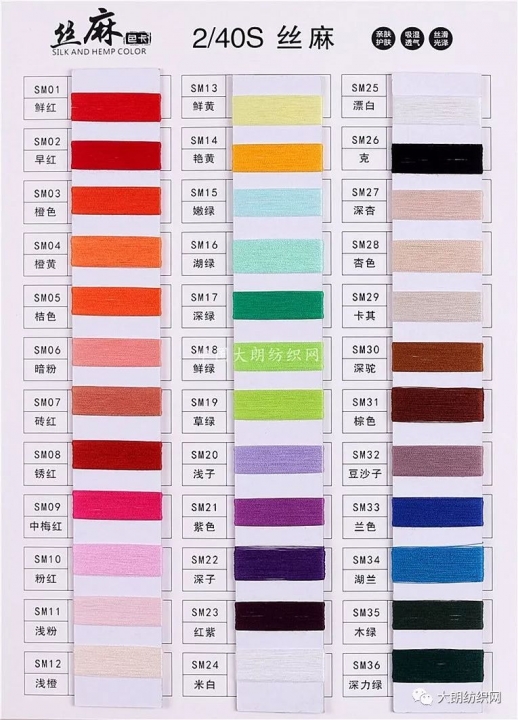 丝麻 色卡
SILK AND HEMP COLOR
2/40S 丝麻
亲肤
护肤
吸湿
透气
丝滑
光泽
SM01
鲜红
SM02
早红
SM03
橙色
SM04
橙黄
SM05
桔色
SM06
暗粉
SM07
砖红
SM08
锈红
SM09
中梅红
SM10
粉红
SM11
浅粉
SM12
浅橙
SM13
鲜黄
SM14
艳黄
SM15
嫩绿
SM16
湖绿
SM17
深绿
SM18
鲜绿
SM19
草绿
SM20
浅子
SM21
紫色
SM22
深子
SM23
红紫
SM24
米白
SM25
漂白
SM26
克
SM27
深杏
SM28
杏色
SM29
卡其
SM30
深驼
SM31
棕色
SM32
豆沙子
SM33
兰色
SM34
湖兰
SM35
木绿
SM36
深力绿
大朗纺织网
大朗纺织网